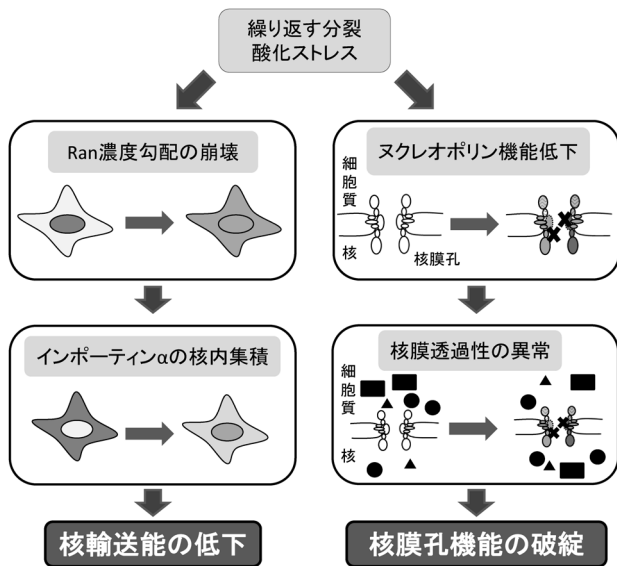 繰り返す分裂
酸化ストレス
Ran濃度勾配の崩壊
ヌクレオポリン機能低下
細胞質
核
核膜孔
インポーティンαの核内集積
核膜透過性の異常
細胞質
核
核輸送能の低下
核膜孔機能の破綻